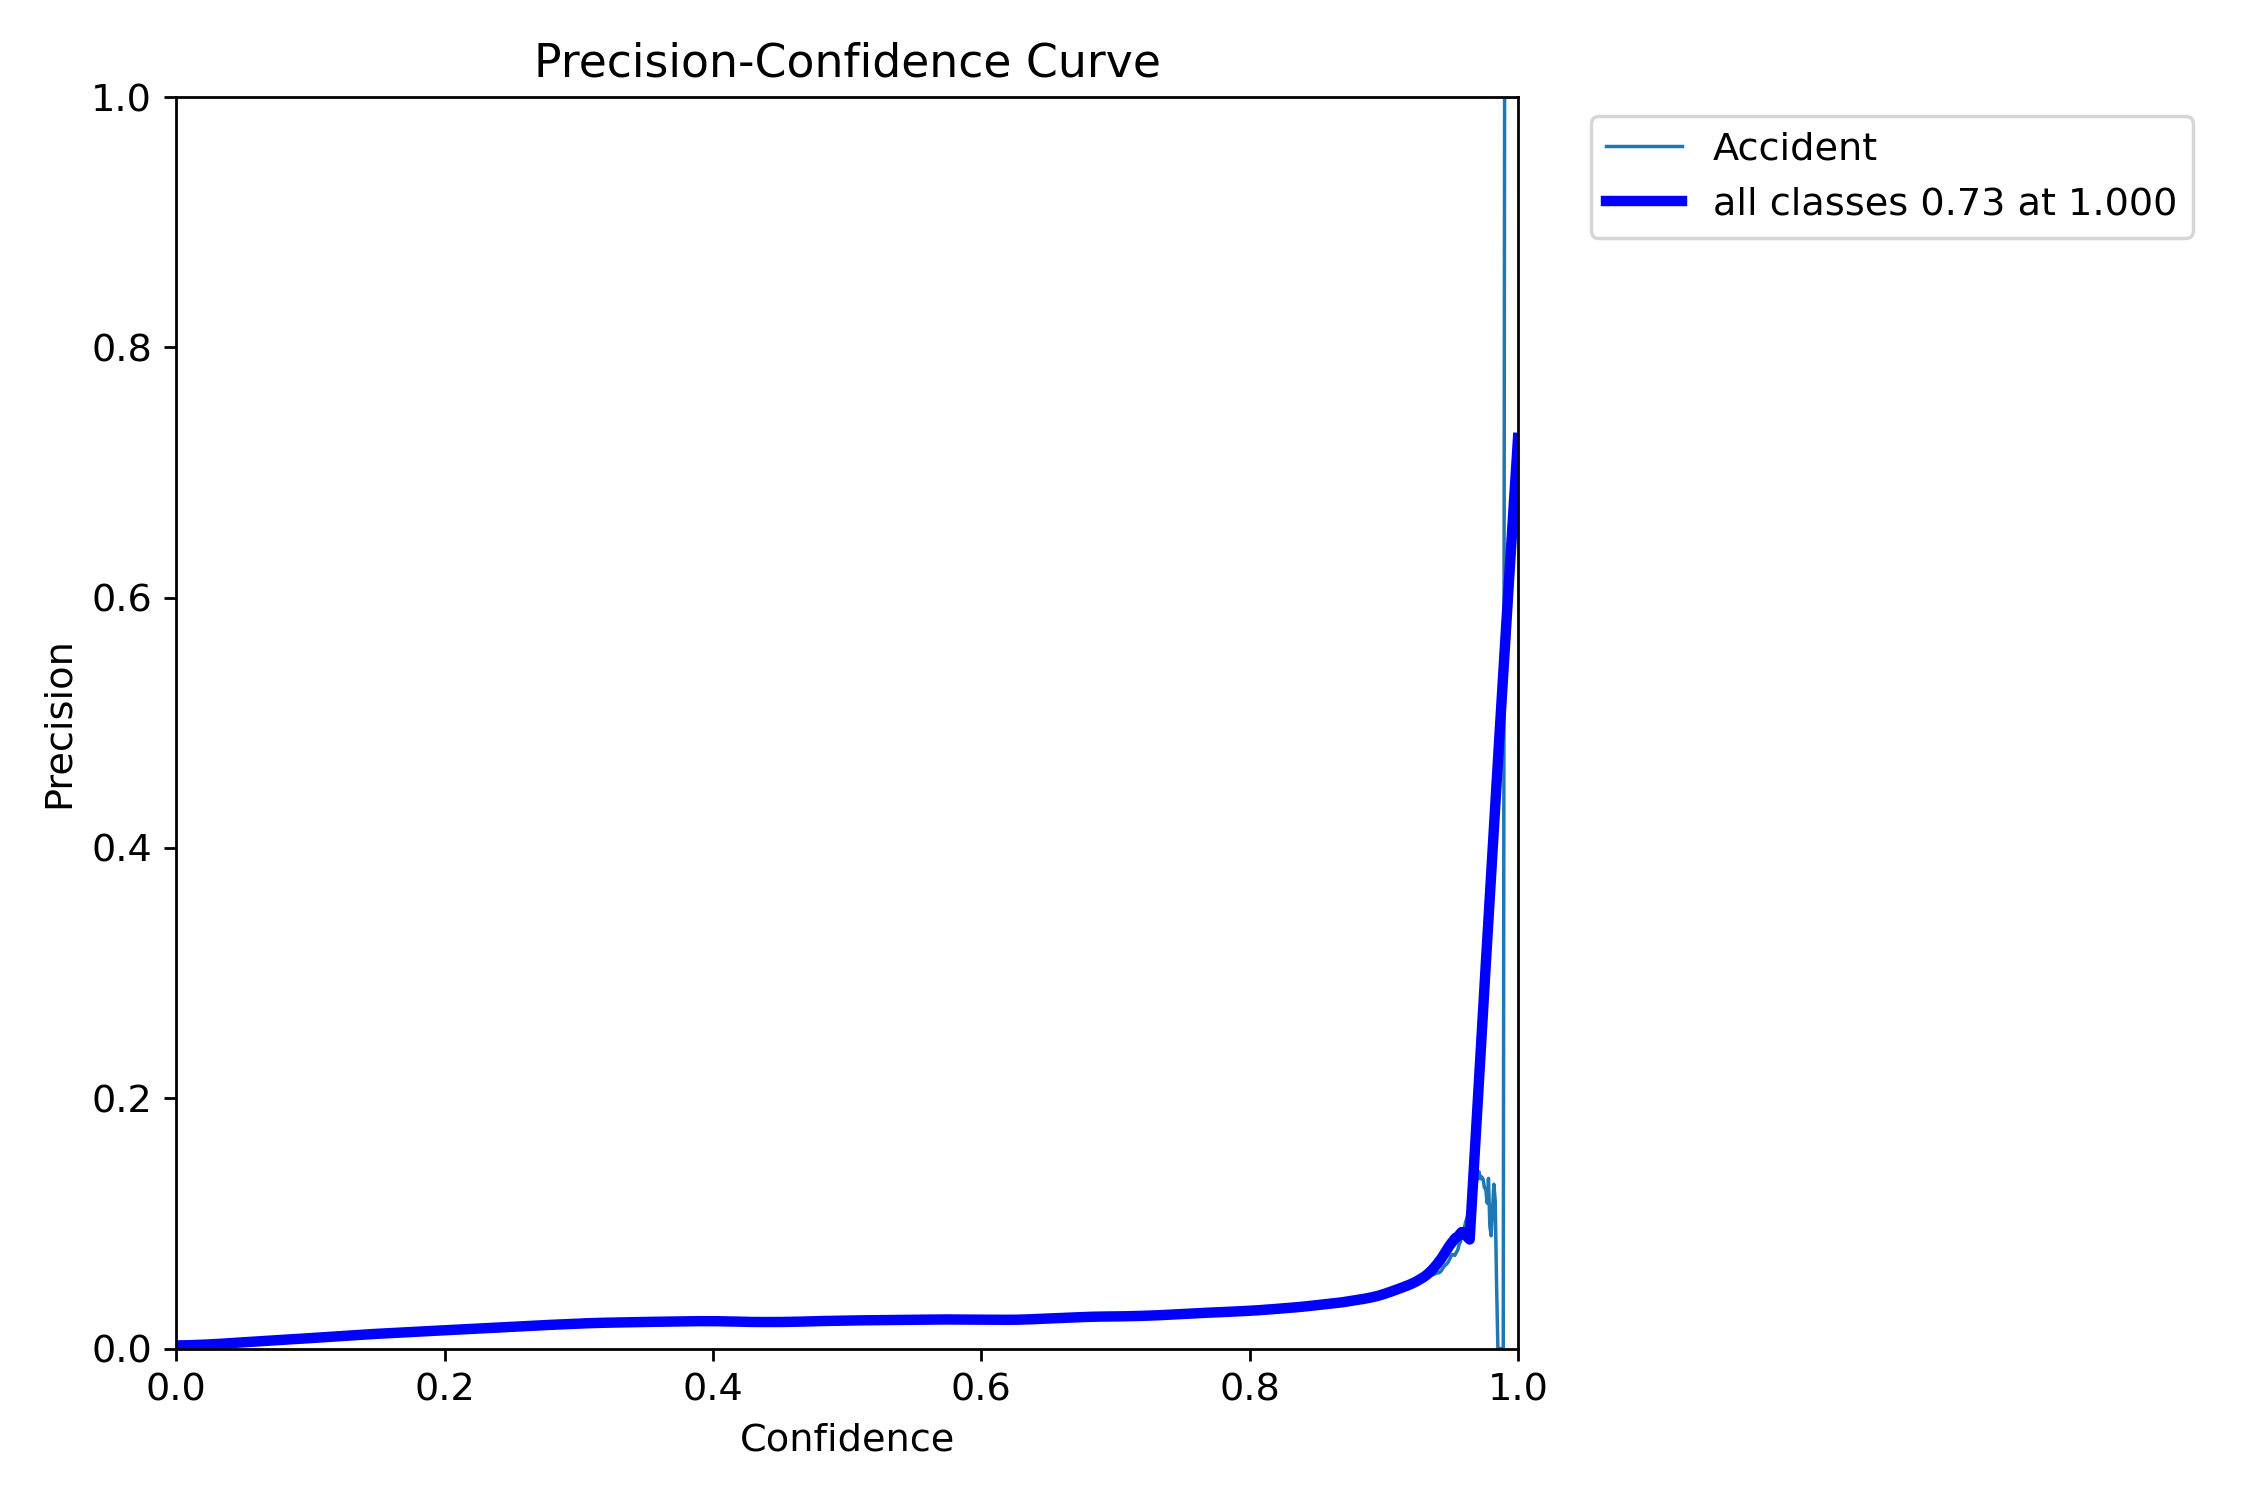 Precision-Confidence Curve
1.0
0.8
0.6
0.4
0.2
0.0
Precision
0.0 0.2 0.4 0.6 0.8 1.0
Confidence
Accident
all classes 0.73 at 1.000